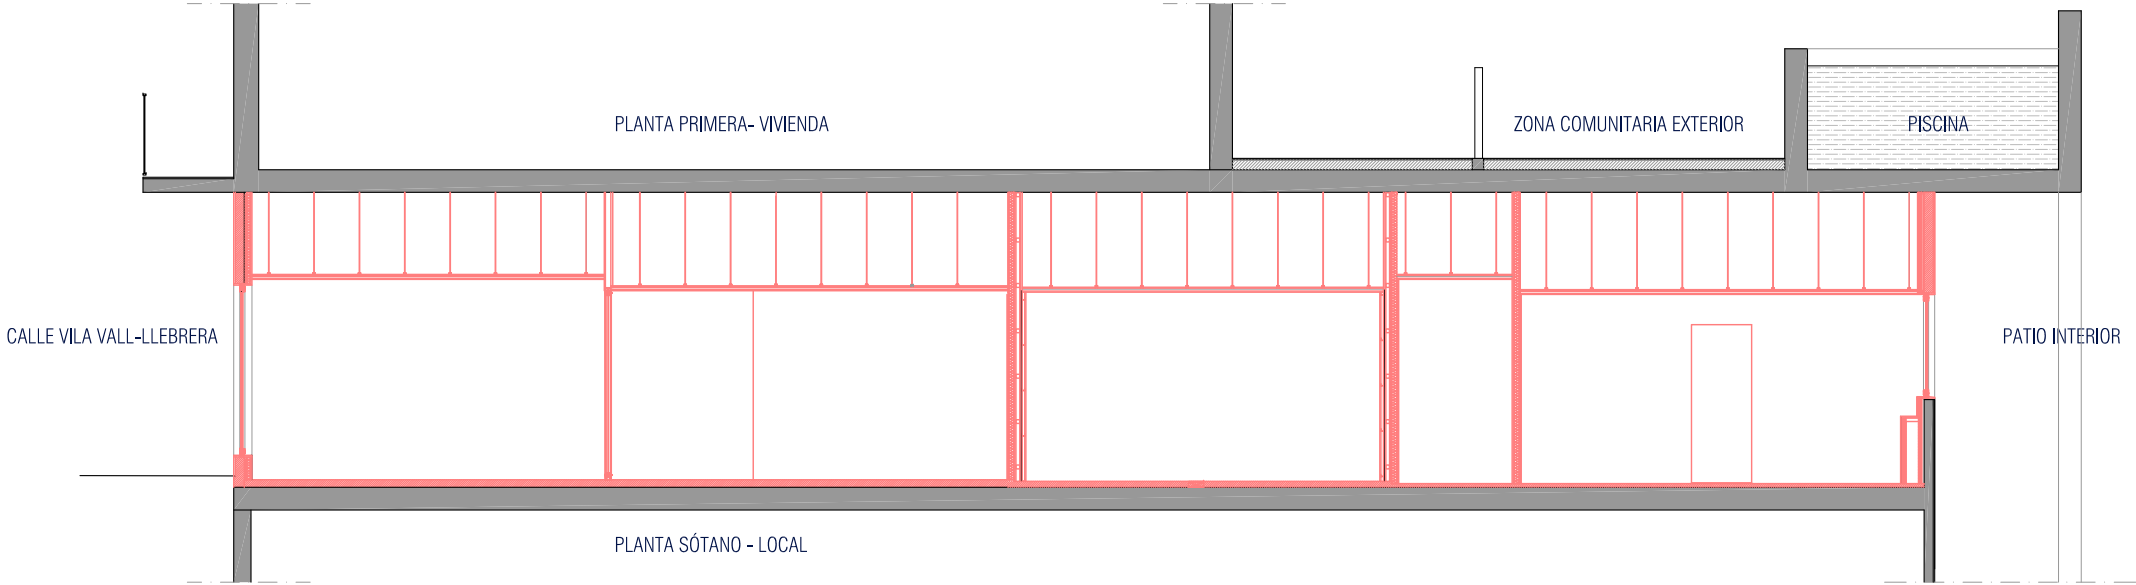 PLANTA PRIMERA- VIVIENDA
ZONA COMUNITARIA EXTERIOR
PISCINA
CALLE VILA VALL-LLEBRERA
PATIO INTERIOR
PLANTA SÓTANO - LOCAL